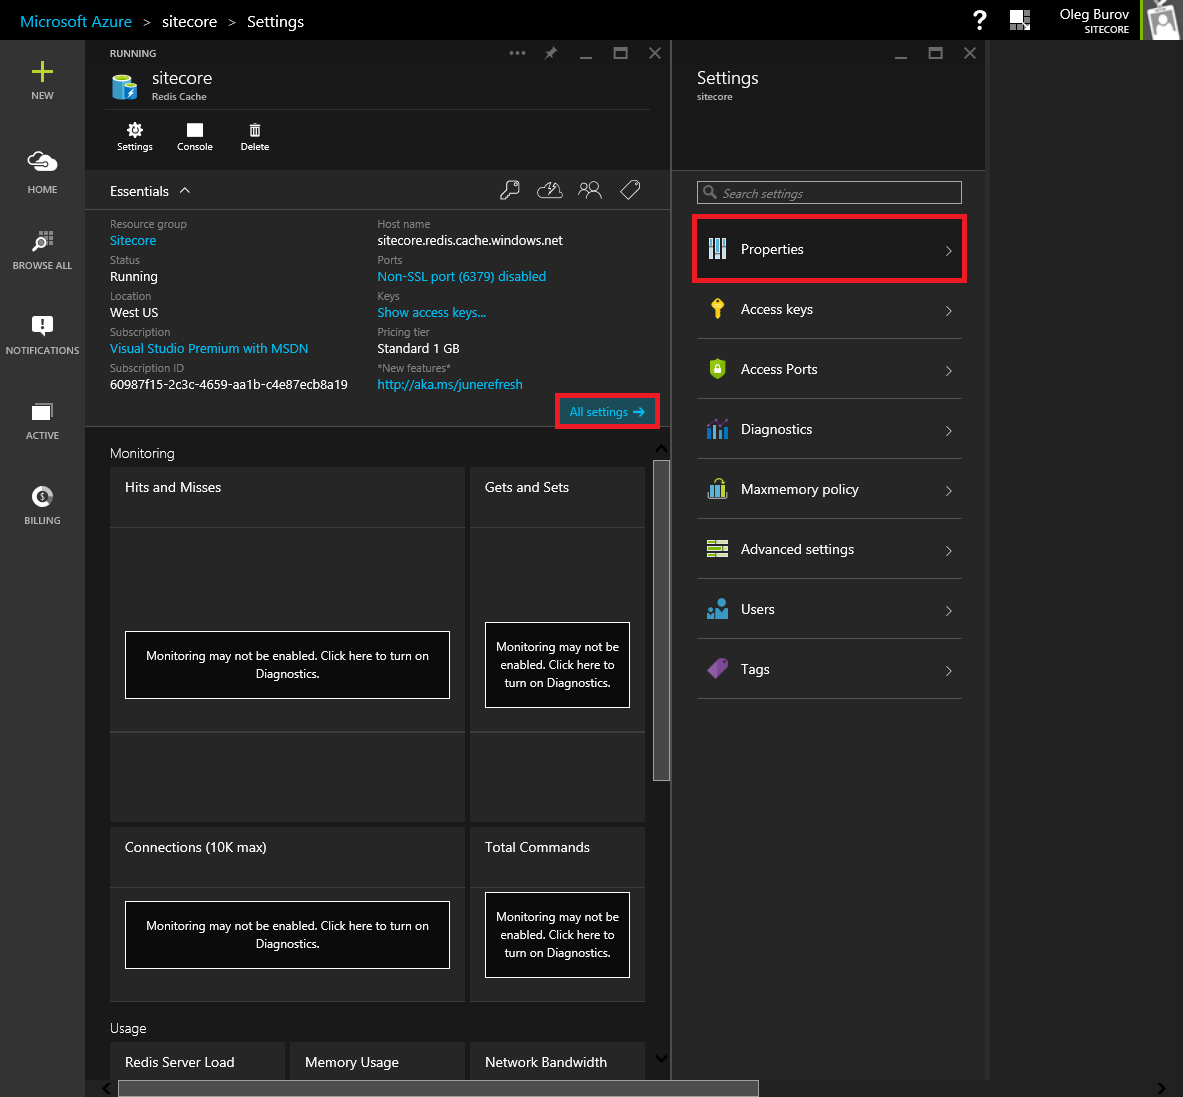 Microsoft Azure > sitecore > Settings
?
Oleg Burov
SITECORE
NEW
HOME
BROWSE ALL
NOTIFICATIONS
ACTIVE
BILLING
RUNNING
sitecore
Redis Cache
Settings
Console
Delete
Essentials
Resource group
Sitecore
Status
Running
Location
West US
Subscription
Visual Studio Premium with MSDN
Subscription ID
60987f15-2c3c-4659-aa1b-c4e87ecb8a19
Host name
sitecore.redis.cache.windows.net
Ports
Non-SSL port (6379) disabled
Keys
Show access keys...
Pricing tier
Standard 1 GB
*New features*
http://aka.ms/junerefresh
All settings →
Monitoring
Hits and Misses
Monitoring may not be enabled. Click here to turn on
Diagnostics.
Gets and Sets
Monitoring may not be
enabled. Click here to
turn on Diagnostics.
Connections (10K max)
Monitoring may not be enabled. Click here to turn on
Diagnostics.
Total Commands
Monitoring may not be
enabled. Click here to
turn on Diagnostics.
Usage
Redis Server Load
Memory Usage
Network Bandwidth
Settings
sitecore
Search settings
Properties
Access keys
Access Ports
Diagnostics
Maxmemory policy
Advanced settings
Users
Tags